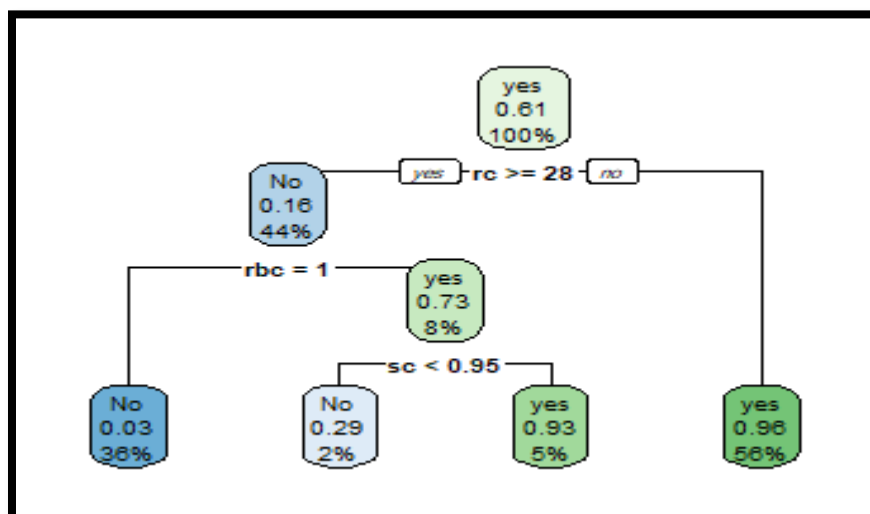 yes
0.61
100%
yes rc >= 28 no
No
0.16
44%
rbc = 1
yes
0.73
8%
sc < 0.95
No
0.03
36%
No
0.29
2%
yes
0.93
5%
yes
0.96
56%